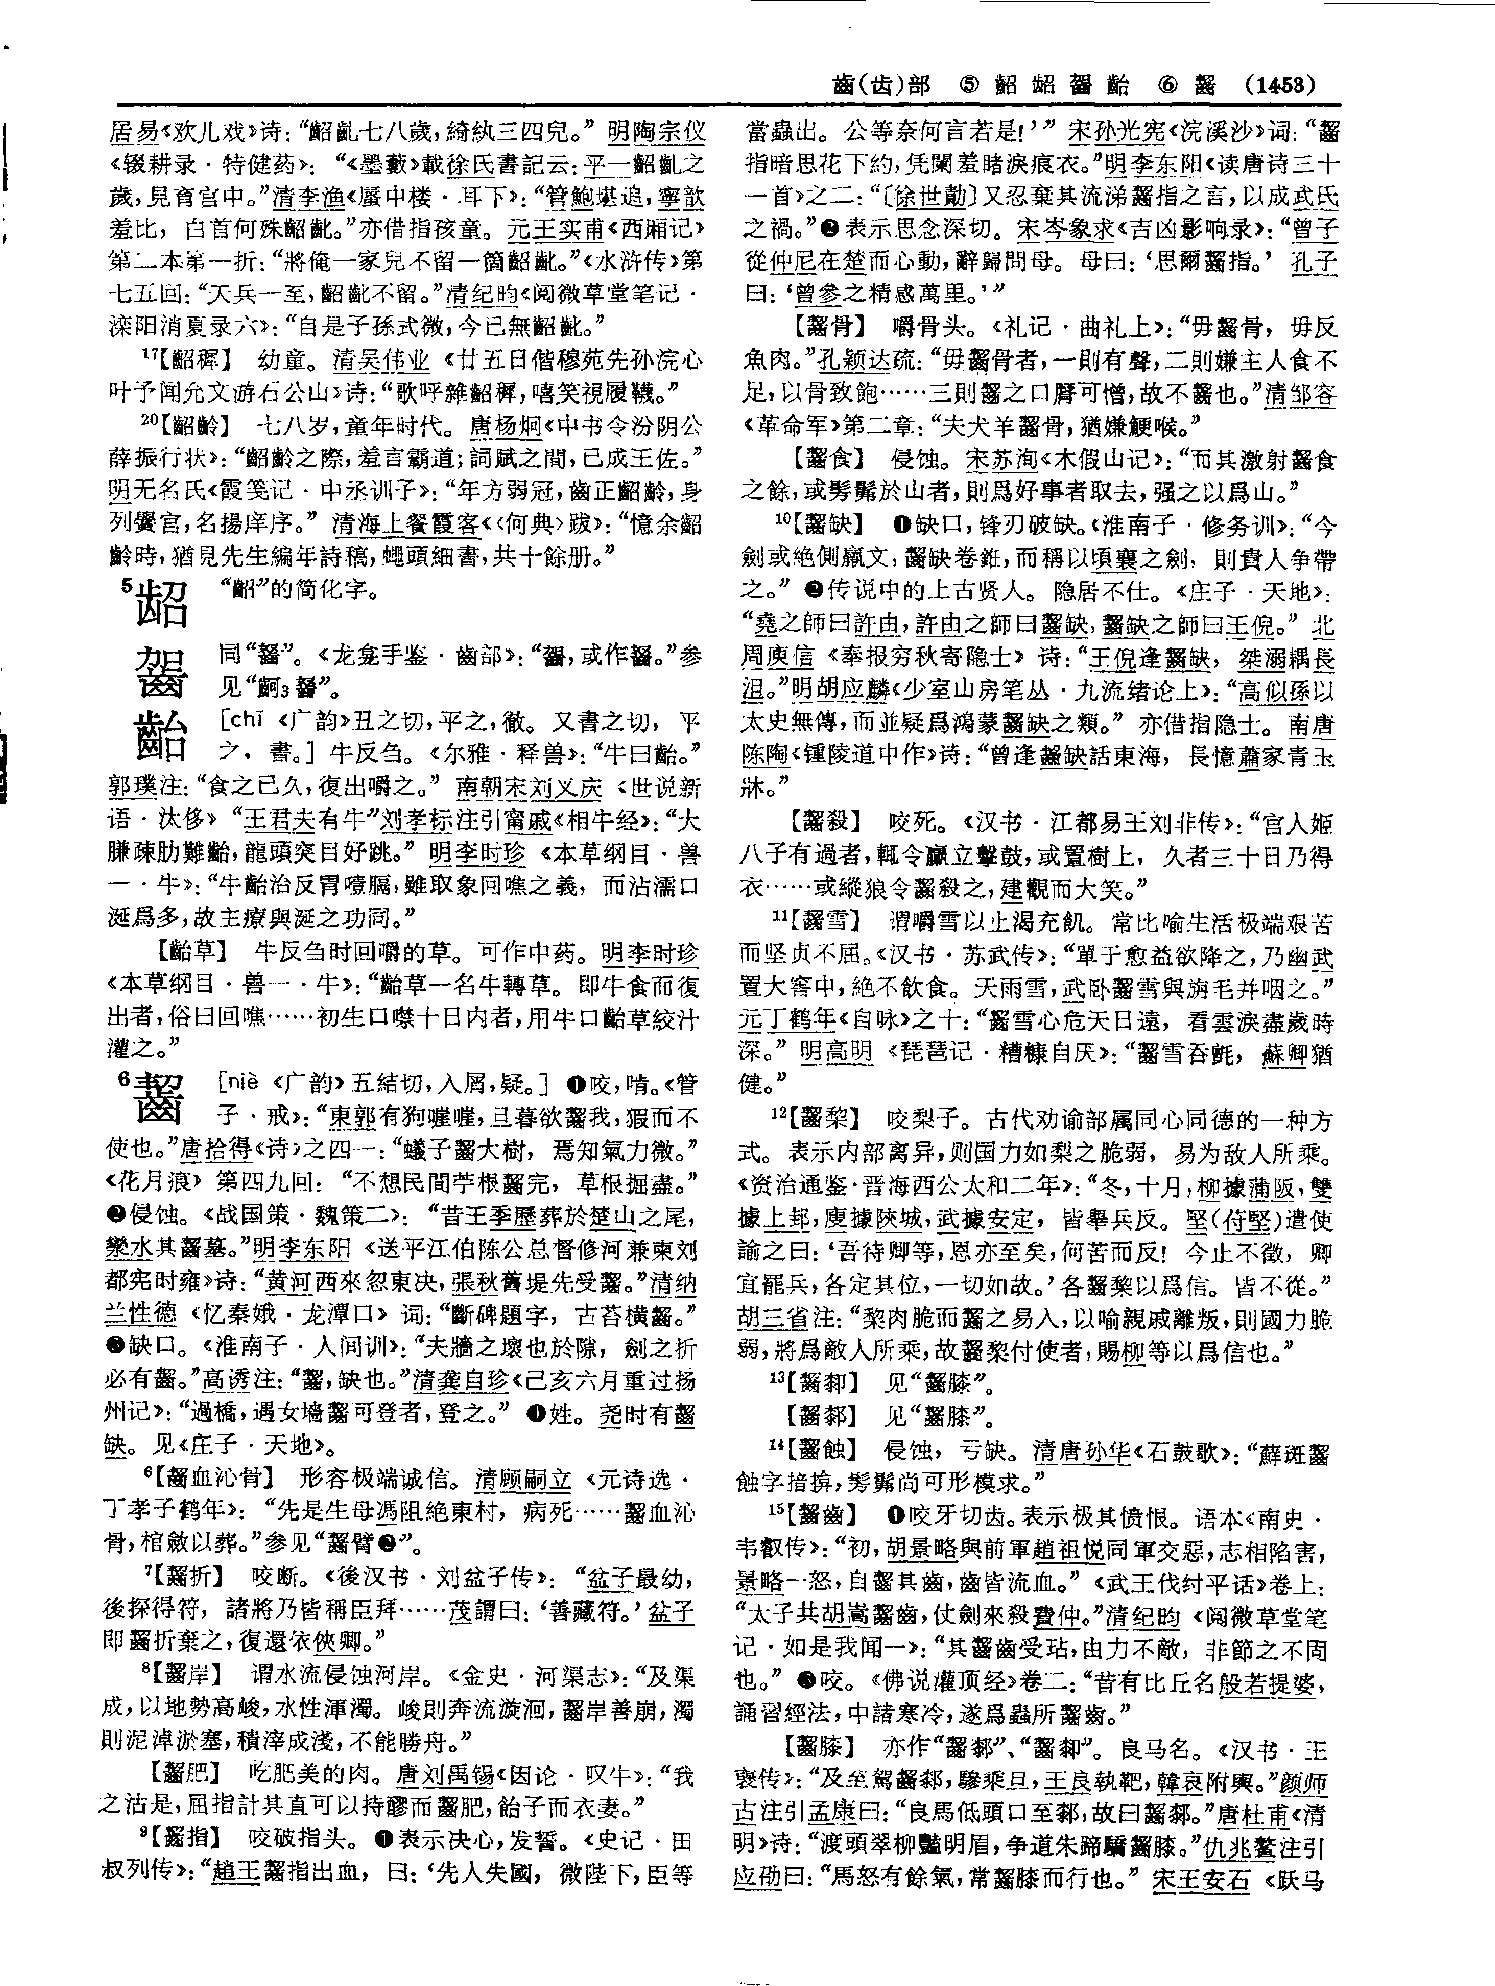 齒(齿)部 ⑤ 齠 龆 𪘚 齝 ⑥ 齧 (1453)
居易《欢儿戏》诗：“齠齓七八歲，綺紈三四兒。” 明陶宗仪
《辍耕录·特健药》：“《墨藪》載徐氏書記云：平一齠齓之
歲，見育宫中。”清李渔《蜃中楼·耳卜》：“管鮑堪追，寧歆
羞比，白首何殊齠齔。”亦借指孩童。元王实甫《西厢记》
第二本第一折：“將俺一家兒不留一箇齠齔。”《水浒传》第
七五回：“天兵一至，齠齔不留。”清纪昀《阅微草堂笔记·
滦阳消夏录六》：“自是子孫式微，今已無齠齔。”
17【齠穉】 幼童。清吴伟业《廿五日偕穆苑先孙浣心
叶予闻允文游石公山》诗：“歌呼雜齠穉，嘻笑視履襪。”
20【齠齡】 七八岁，童年时代。唐杨炯《中书令汾阴公
薛振行状》：“齠齡之際，羞言霸道；詞賦之間，已成王佐。”
明无名氏《霞笺记·中丞训子》：“年方弱冠，齒正齠齡，身
列黌宫，名揚庠序。” 清海上餐霞客《〈何典〉跋》：“憶余齠
齡時，猶見先生編年詩稿，蠅頭細書，共十餘册。”
5龆 “齠”的简化字。
同“齧”。《龙龛手鉴·齒部》：“𪘚，或作齧。”参
见“齣3齧”。
齝 [chī 《广韵》丑之切，平之，徹。又書之切，平
之，書。] 牛反刍。《尔雅·释兽》：“牛曰齝。”
郭璞注：“食之已久，復出嚼之。” 南朝宋刘义庆《世说新
语·汰侈》“王君夫有牛”刘孝标注引甯戚《相牛经》：“大
膁疎肋難齝，龍頭突目好跳。” 明李时珍《本草纲目·兽
一·牛》：“牛齝治反胃噎膈，雖取象回噍之義，而沾濡口
涎爲多，故主療與涎之功同。”
【齝草】 牛反刍时回嚼的草。可作中药。明李时珍
《本草纲目·兽一·牛》：“齝草一名牛轉草。即牛食而復
出者，俗曰回噍……初生口噤十日内者，用牛口齝草絞汁
灌之。”
6齧 [niè 《广韵》五結切，入屑，疑。] ❶咬，啃。《管
子·戒》：“東郭有狗嘊嘊，旦暮欲齧我，猳而不
使也。”唐拾得《诗》之四一：“蟻子齧大樹，焉知氣力微。”
《花月痕》第四九回：“不想民間苧根齧完，草根掘盡。”
❷侵蚀。《战国策·魏策二》：“昔王季歷葬於楚山之尾，
灓水其齧墓。”明李东阳《送平江伯陈公总督修河兼柬刘
都宪时雍》诗：“黄河西來忽東决，張秋舊堤先受齧。”清纳
兰性德《忆秦娥·龙潭口》词：“斷碑題字，古苔橫齧。”
❸缺口。《淮南子·人间训》：“夫牆之壞也於隙，劍之折
必有齧。”高诱注：“齧，缺也。”清龚自珍《己亥六月重过扬
州记》：“過橋，遇女墻齧可登者，登之。” ❹姓。尧时有齧
缺。见《庄子·天地》。
6【齧血沁骨】 形容极端诚信。清顾嗣立《元诗选·
丁孝子鹤年》：“先是生母馮阻絶東村，病死……齧血沁
骨，棺斂以葬。”参见“齧臂❷”。
7【齧折】 咬断。《後汉书·刘盆子传》：“盆子最幼，
後探得符，諸將乃皆稱臣拜……茂謂曰：‘善藏符。’盆子
即齧折棄之，復還依俠卿。”
8【齧岸】 谓水流侵蚀河岸。《金史·河渠志》：“及渠
成，以地勢高峻，水性渾濁。峻則奔流漩洄，齧岸善崩，濁
則泥淖淤塞，積滓成淺，不能勝舟。”
【齧肥】 吃肥美的肉。唐刘禹锡《因论·叹牛》：“我
之沽是，屈指計其直可以持醪而齧肥，飴子而衣妻。”
9【齧指】 咬破指头。❶表示决心，发誓。《史记·田
叔列传》：“趙王齧指出血，曰：‘先人失國，微陛下，臣等
當蟲出。公等奈何言若是！’” 宋孙光宪《浣溪沙》词：“齧
指暗思花下約，凭闌羞睹淚痕衣。”明李东阳《读唐诗三十
一首》之二：“〔徐世勣〕又忍棄其流涕齧指之言，以成武氏
之禍。”❷表示思念深切。宋岑象求《吉凶影响录》：“曾子
從仲尼在楚而心動，辭歸問母。母曰：‘思爾齧指。’ 孔子
曰：‘曾參之精感萬里。’”
【齧骨】 嚼骨头。《礼记·曲礼上》：“毋齧骨，毋反
魚肉。”孔颖达疏：“毋齧骨者，一則有聲，二則嫌主人食不
足，以骨致飽……三則齧之口脣可憎，故不齧也。”清邹容
《革命军》第二章：“夫犬羊齧骨，猶嫌鯁喉。”
【齧食】 侵蚀。宋苏洵《木假山记》：“而其激射齧食
之餘，或髣髴於山者，則爲好事者取去，强之以爲山。”
10【齧缺】 ❶缺口，锋刃破缺。《淮南子·修务训》：“今
劍或絶側羸文，齧缺卷銋，而稱以頃襄之劍，則貴人争帶
之。” ❷传说中的上古贤人。隐居不仕。《庄子·天地》：
“堯之師曰許由，許由之師曰齧缺，齧缺之師曰王倪。” 北
周庾信《奉报穷秋寄隐士》诗：“王倪逢齧缺，桀溺耦長
沮。”明胡应麟《少室山房笔丛·九流绪论上》：“高似孫以
太史無傳，而並疑爲鴻蒙齧缺之類。” 亦借指隐士。南唐
陈陶《锺陵道中作》诗：“曾逢齧缺話東海，長憶蕭家青玉
牀。”
【齧殺】 咬死。《汉书·江都易王刘非传》：“宫人姬
八子有過者，輒令臝立擊鼓，或置樹上，久者三十日乃得
衣……或縱狼令齧殺之，建觀而大笑。”
11【齧雪】 谓嚼雪以止渴充飢。常比喻生活极端艰苦
而坚贞不屈。《汉书·苏武传》：“單于愈益欲降之，乃幽武
置大窖中，絶不飲食。天雨雪，武卧齧雪與旃毛并咽之。”
元丁鹤年《自咏》之十：“齧雪心危天日遠，看雲淚盡歲時
深。” 明高明《琵琶记·糟糠自厌》：“齧雪吞氈，蘇卿猶
健。”
12【齧棃】 咬梨子。古代劝谕部属同心同德的一种方
式。表示内部离异，则国力如梨之脆弱，易为敌人所乘。
《资治通鉴·晋海西公太和二年》：“冬，十月，柳據蒲阪，雙
據上邽，廋據陝城，武據安定，皆舉兵反。堅(苻堅)遣使
諭之曰：‘吾待卿等，恩亦至矣，何苦而反！今止不徵，卿
宜罷兵，各定其位，一切如故。’各齧棃以爲信。皆不從。”
胡三省注：“棃肉脆而齧之易入，以喻親戚離叛，則國力脆
弱，將爲敵人所乘，故齧棃付使者，賜柳等以爲信也。”
13【齧厀】 见“齧膝”。
【齧䣛】 见“齧膝”。
14【齧蝕】 侵蚀，亏缺。清唐孙华《石鼓歌》：“蘚斑齧
蝕字掊搒，髣髴尚可形模求。”
15【齧齒】 ❶咬牙切齿。表示极其愤恨。语本《南史·
韦叡传》：“初，胡景略與前軍趙祖悦同軍交惡，志相陷害，
景略一怒，自齧其齒，齒皆流血。”《武王伐纣平话》卷上：
“太子共胡嵩齧齒，仗劍來殺費仲。”清纪昀《阅微草堂笔
记·如是我闻一》：“其齧齒受玷，由力不敵，非節之不固
也。” ❷咬。《佛说灌顶经》卷二：“昔有比丘名般若提婆，
誦習經法，中諸寒冷，遂爲蟲所齧齒。”
【齧膝】 亦作“齧䣛”、“齧厀”。良马名。《汉书·王
襃传》：“及至駕齧䣛，驂乘旦，王良執靶，韓哀附輿。”颜师
古注引孟康曰：“良馬低頭口至䣛，故曰齧䣛。”唐杜甫《清
明》诗：“渡頭翠柳豔明眉，争道朱蹄驕齧膝。”仇兆鳌注引
应劭曰：“馬怒有餘氣，常齧膝而行也。” 宋王安石《跃马